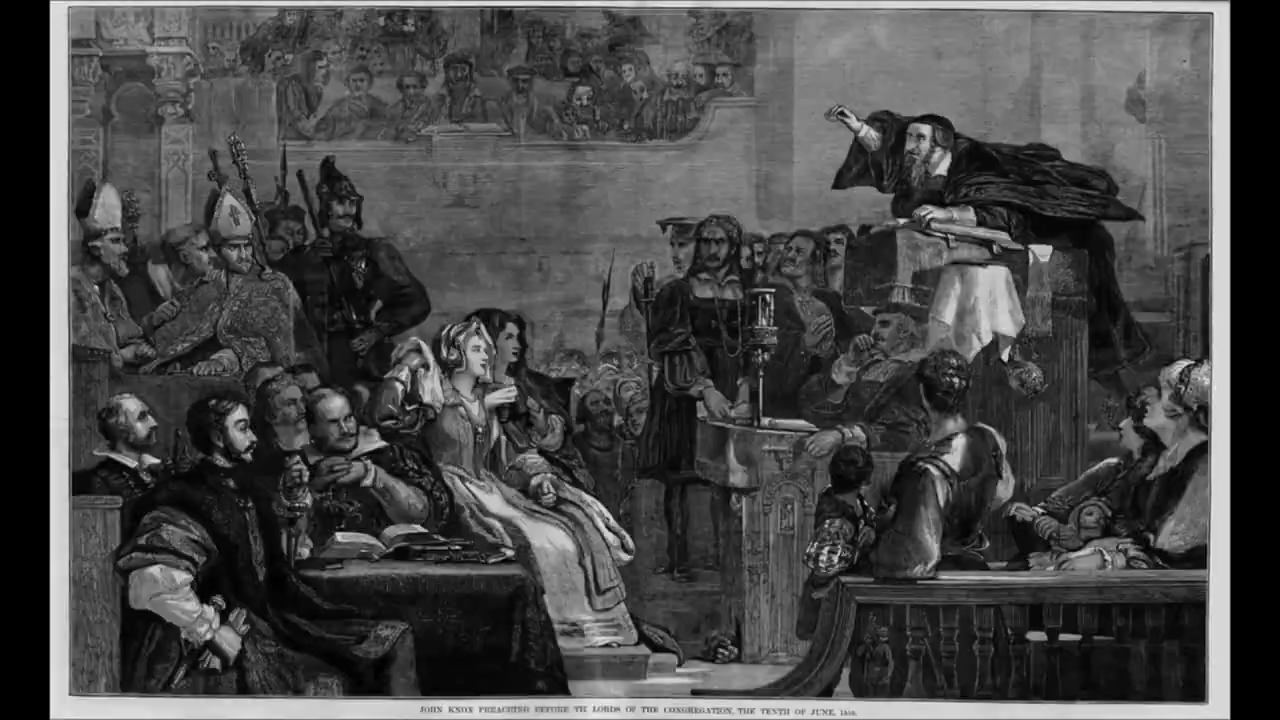 JOHN KNOX PREACHING BEFORE THE LORDS OF THE CONGREGATION, THE TENTH OF JUNE,